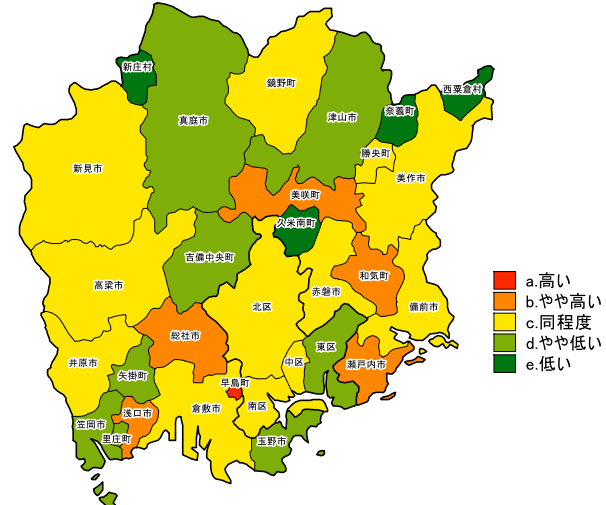 新庄村
鏡野町
西粟倉村
奈義町
真庭市
津山市
勝央町
新見市
美作市
美咲町
久米南町
吉備中央町
和気町
高梁市
赤磐市
北区
備前市
総社市
東区
井原市
中区
瀬戸内市
矢掛町
早島町
浅口市
倉敷市
南区
笠岡市
里庄町
玉野市
a.高い
b.やや高い
c.同程度
d.やや低い
e.低い